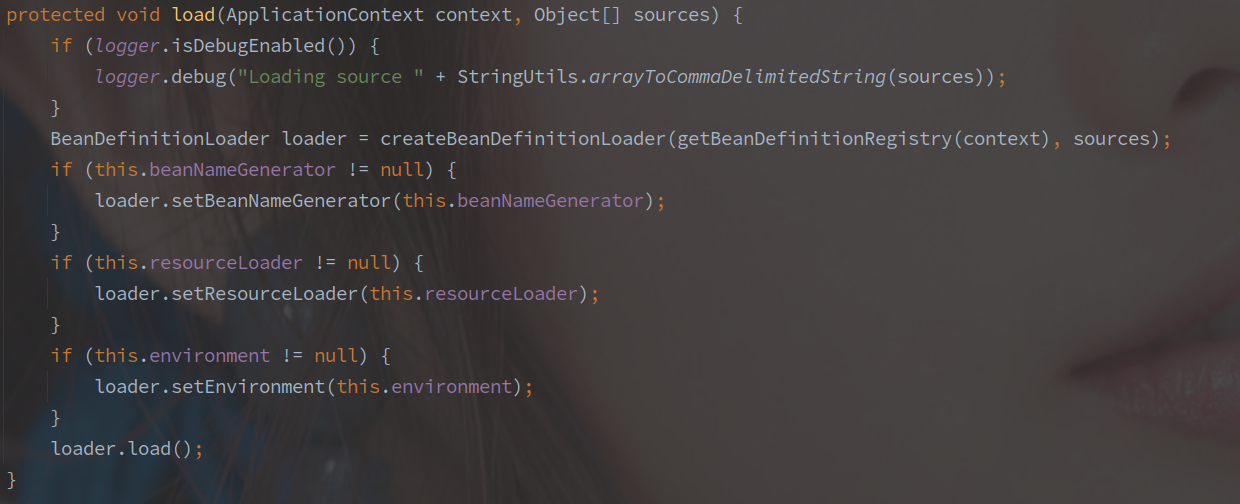 protected void load(ApplicationContext context, Object[] sources) {
    if (logger.isDebugEnabled()) {
        logger.debug("Loading source " + StringUtils.arrayToCommaDelimitedString(sources));
    }
    BeanDefinitionLoader loader = createBeanDefinitionLoader(getBeanDefinitionRegistry(context), sources);
    if (this.beanNameGenerator != null) {
        loader.setBeanNameGenerator(this.beanNameGenerator);
    }
    if (this.resourceLoader != null) {
        loader.setResourceLoader(this.resourceLoader);
    }
    if (this.environment != null) {
        loader.setEnvironment(this.environment);
    }
    loader.load();
}